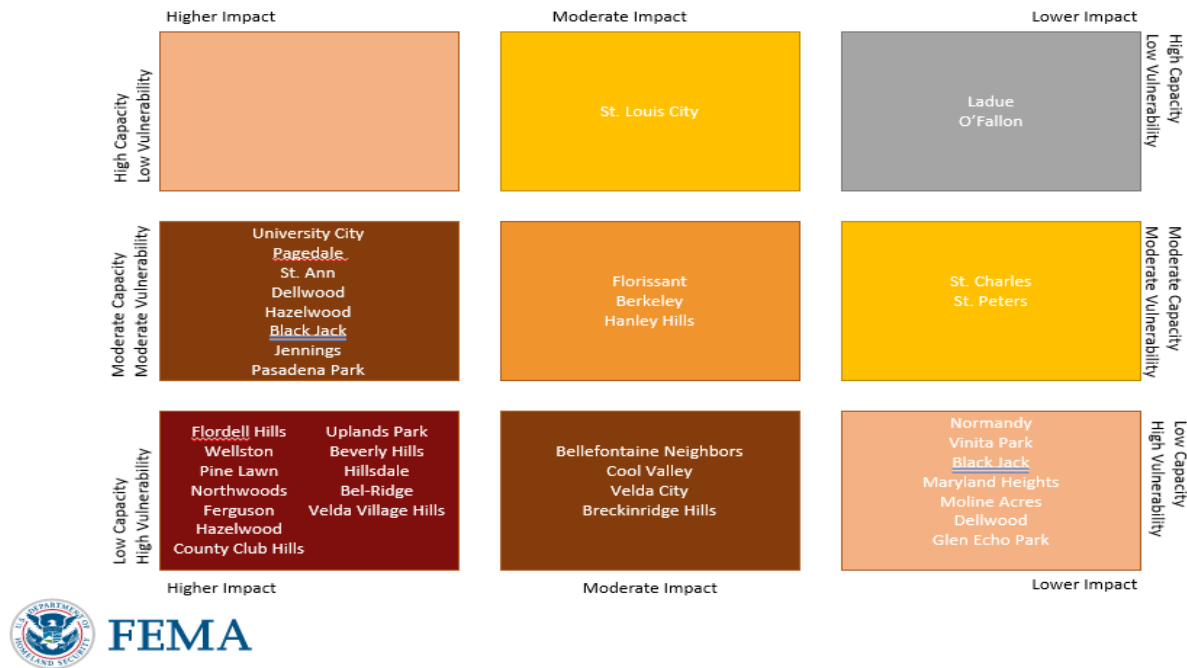 Higher Impact
Moderate Impact
Lower Impact
High Capacity
Low Vulnerability
St. Louis City
Ladue
O'Fallon
High Capacity
Low Vulnerability
Moderate Capacity
Moderate Vulnerability
University City
Pagedale
St. Ann
Dellwood
Hazelwood
Black Jack
Jennings
Pasadena Park
Florissant
Berkeley
Hanley Hills
St. Charles
St. Peters
Moderate Capacity
Moderate Vulnerability
Low Capacity
High Vulnerability
Flordell Hills
Wellston
Pine Lawn
Northwoods
Ferguson
Hazelwood
County Club Hills
Uplands Park
Beverly Hills
Hillsdale
Bel-Ridge
Velda Village Hills
Bellefontaine Neighbors
Cool Valley
Velda City
Breckinridge Hills
Normandy
Vinita Park
Black Jack
Maryland Heights
Moline Acres
Dellwood
Glen Echo Park
Low Capacity
High Vulnerability
Higher Impact
Moderate Impact
Lower Impact
U.S. DEPARTMENT OF
HOMELAND SECURITY
FEMA